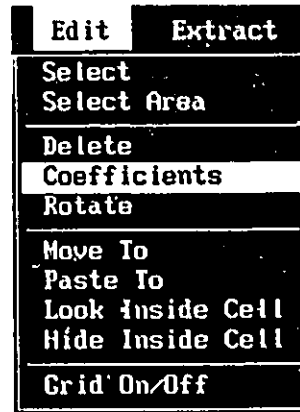 Edit Extract
Select
Select Area
Delete
Coefficients
Rotate
Move To
Paste To
Look Inside Cell
Hide Inside Cell
Grid On/Off